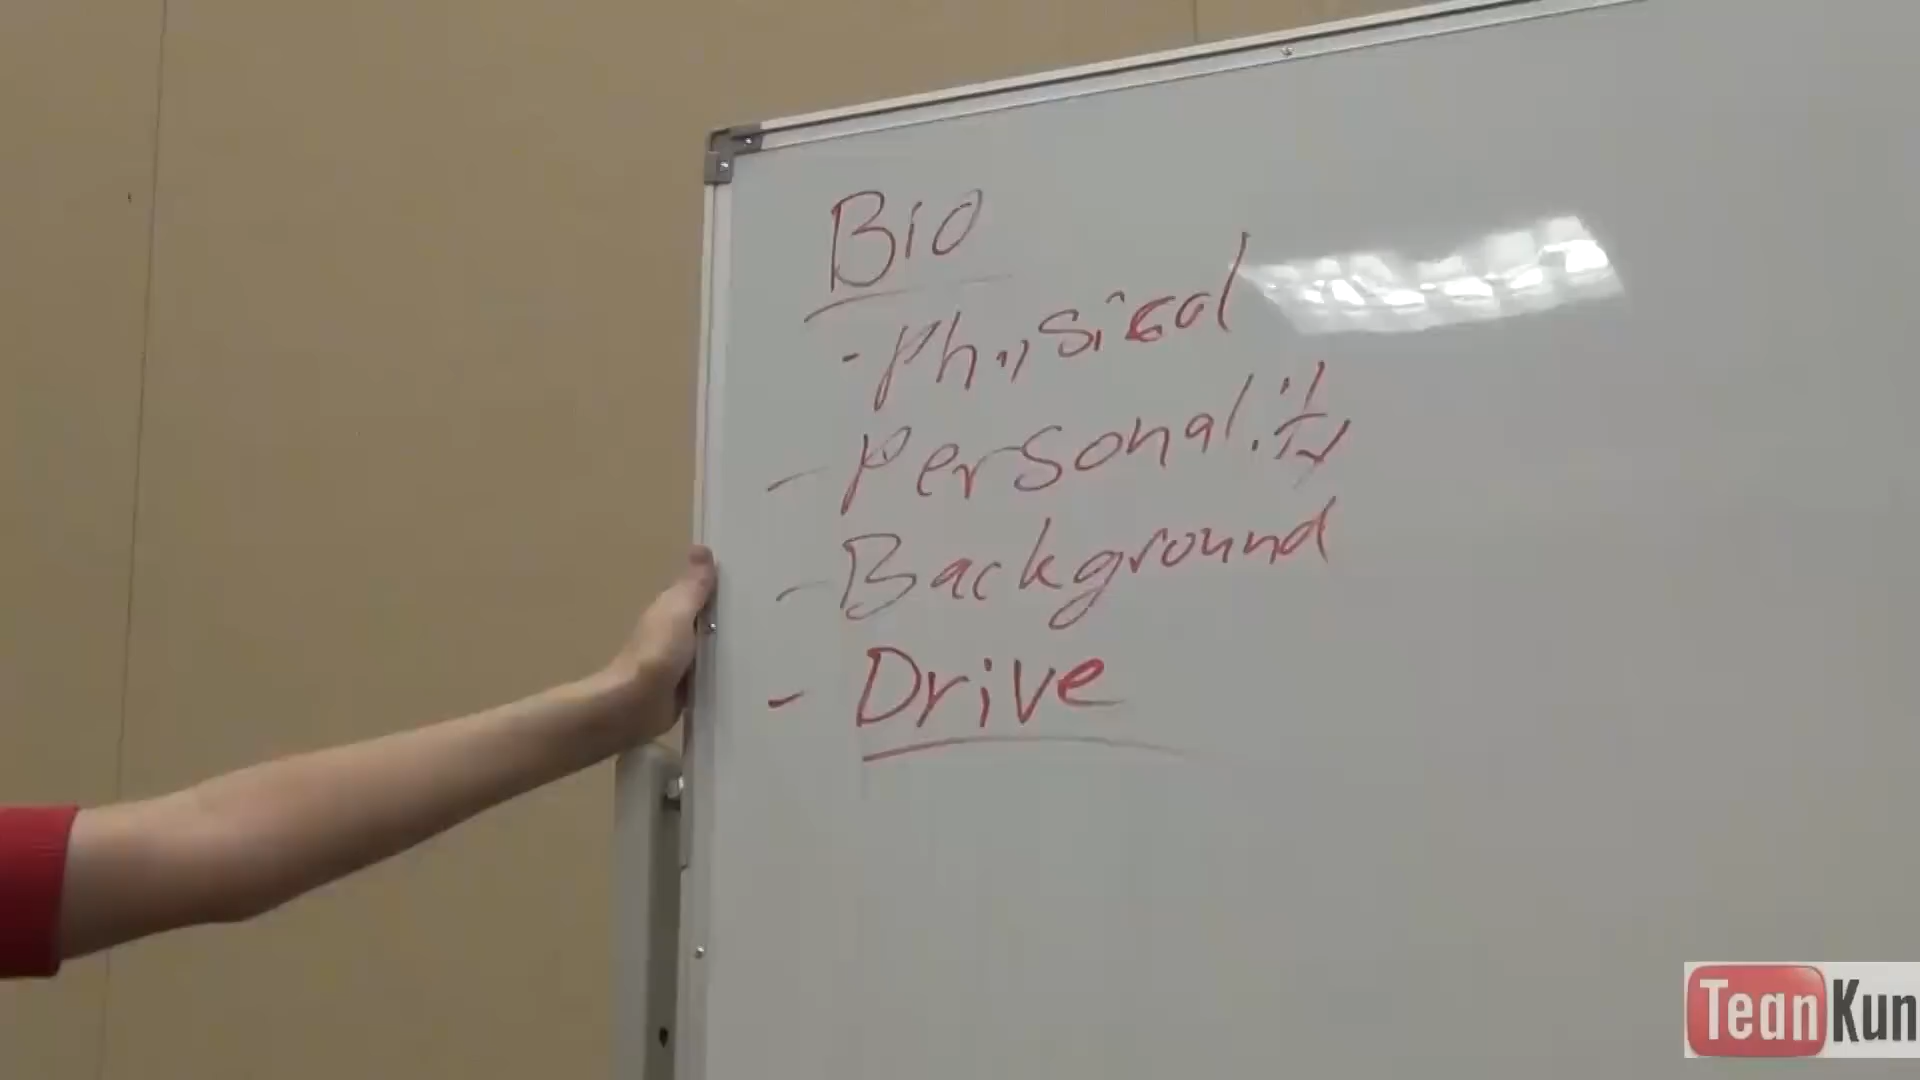 Bio
- Physical
- Personality
- Background
- Drive
TeanKun